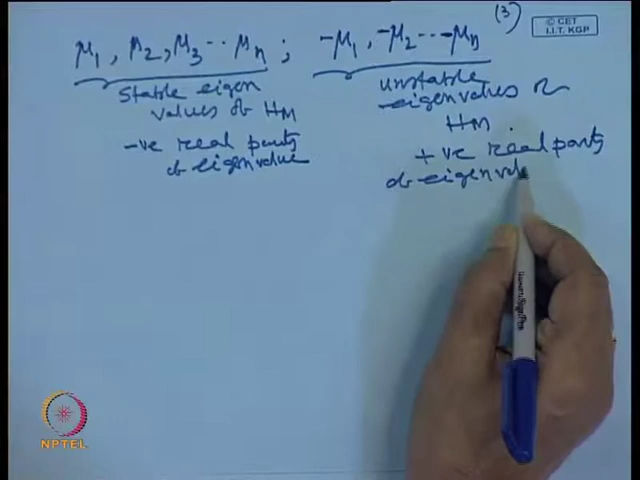 (3)
© CET
I.I.T. KGP
μ1, μ2, μ3 ... μn ; -μ1, -μ2 ... -μn
stable eigen
values of HM
-ve real parts
of eigenvalue
unstable
eigenvalues of
HM
+ve real parts
of eigenval
NPTEL